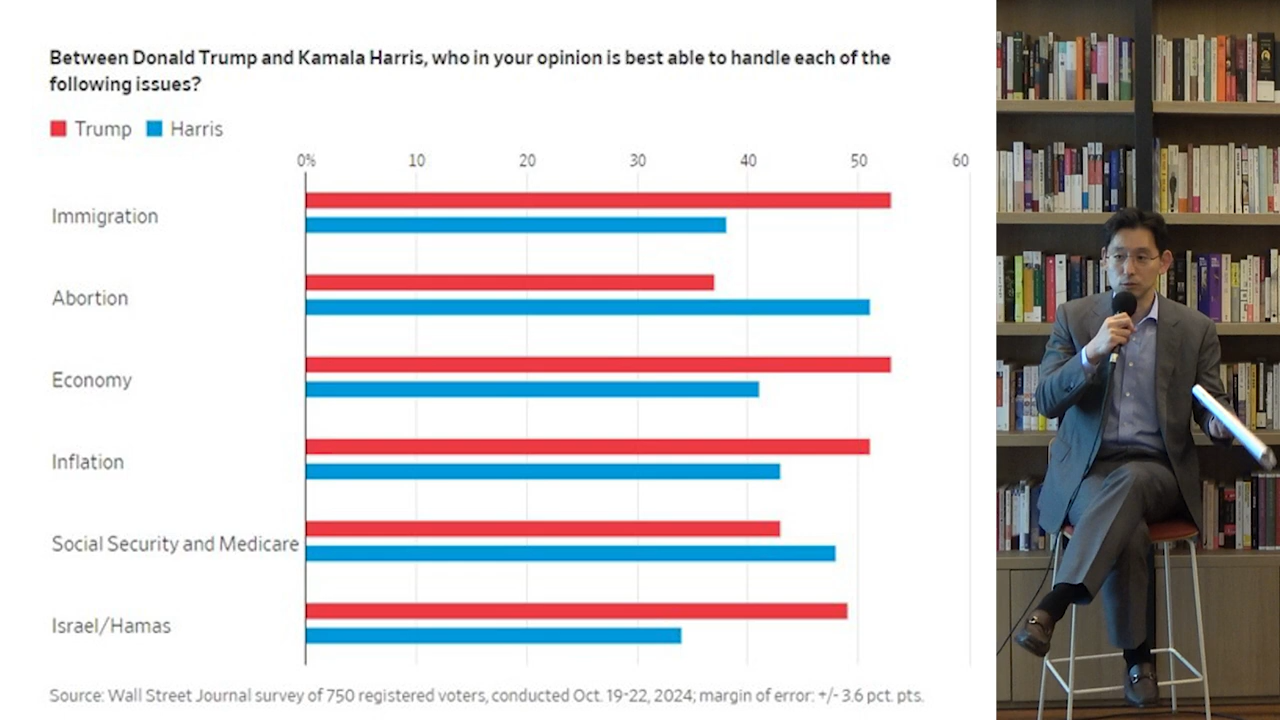 Between Donald Trump and Kamala Harris, who in your opinion is best able to handle each of the
following issues?
Trump Harris
0% 10 20 30 40 50 60
Immigration
Abortion
Economy
Inflation
Social Security and Medicare
Israel/Hamas
Source: Wall Street Journal survey of 750 registered voters, conducted Oct. 19-22, 2024; margin of error: +/- 3.6 pct. pts.